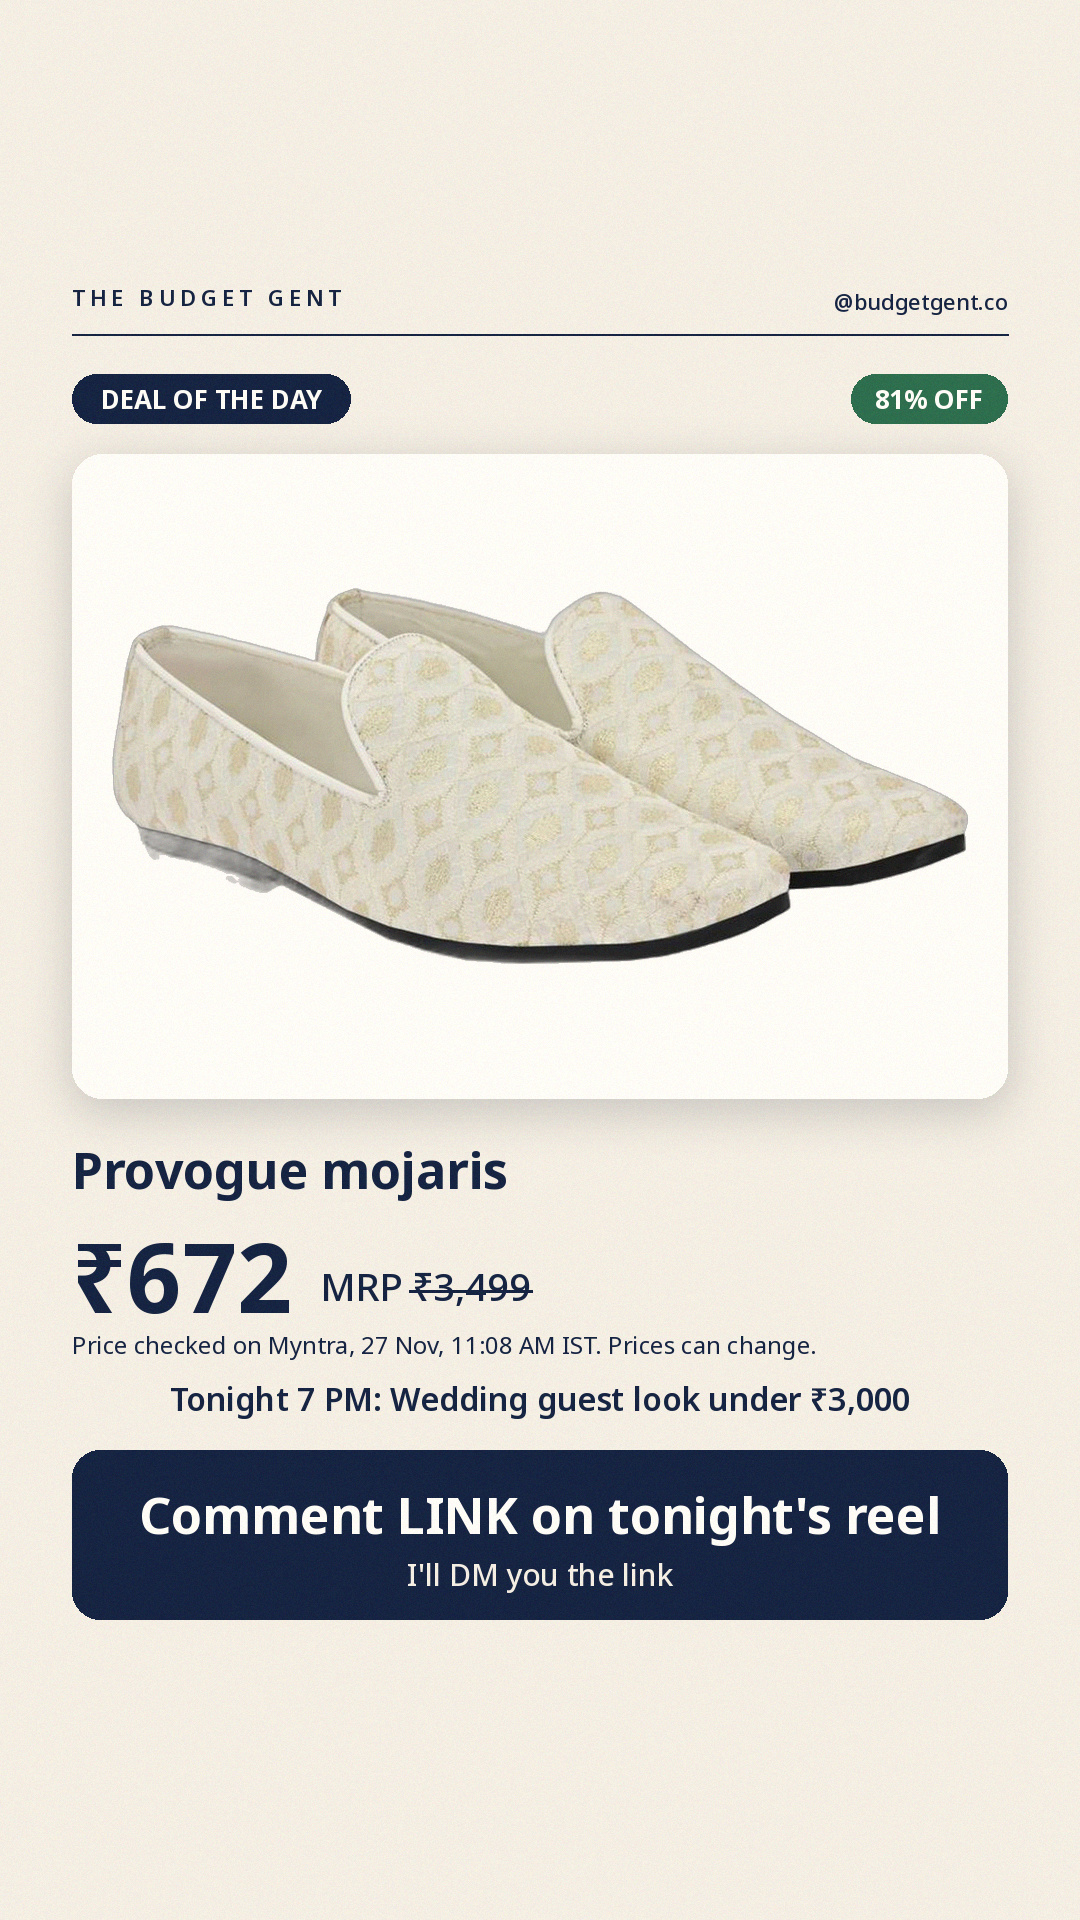 THE BUDGET GENT
@budgetgent.co
DEAL OF THE DAY
81% OFF
Provogue mojaris
₹672 MRP ₹3,499
Price checked on Myntra, 27 Nov, 11:08 AM IST. Prices can change.
Tonight 7 PM: Wedding guest look under ₹3,000
Comment LINK on tonight's reel
I'll DM you the link